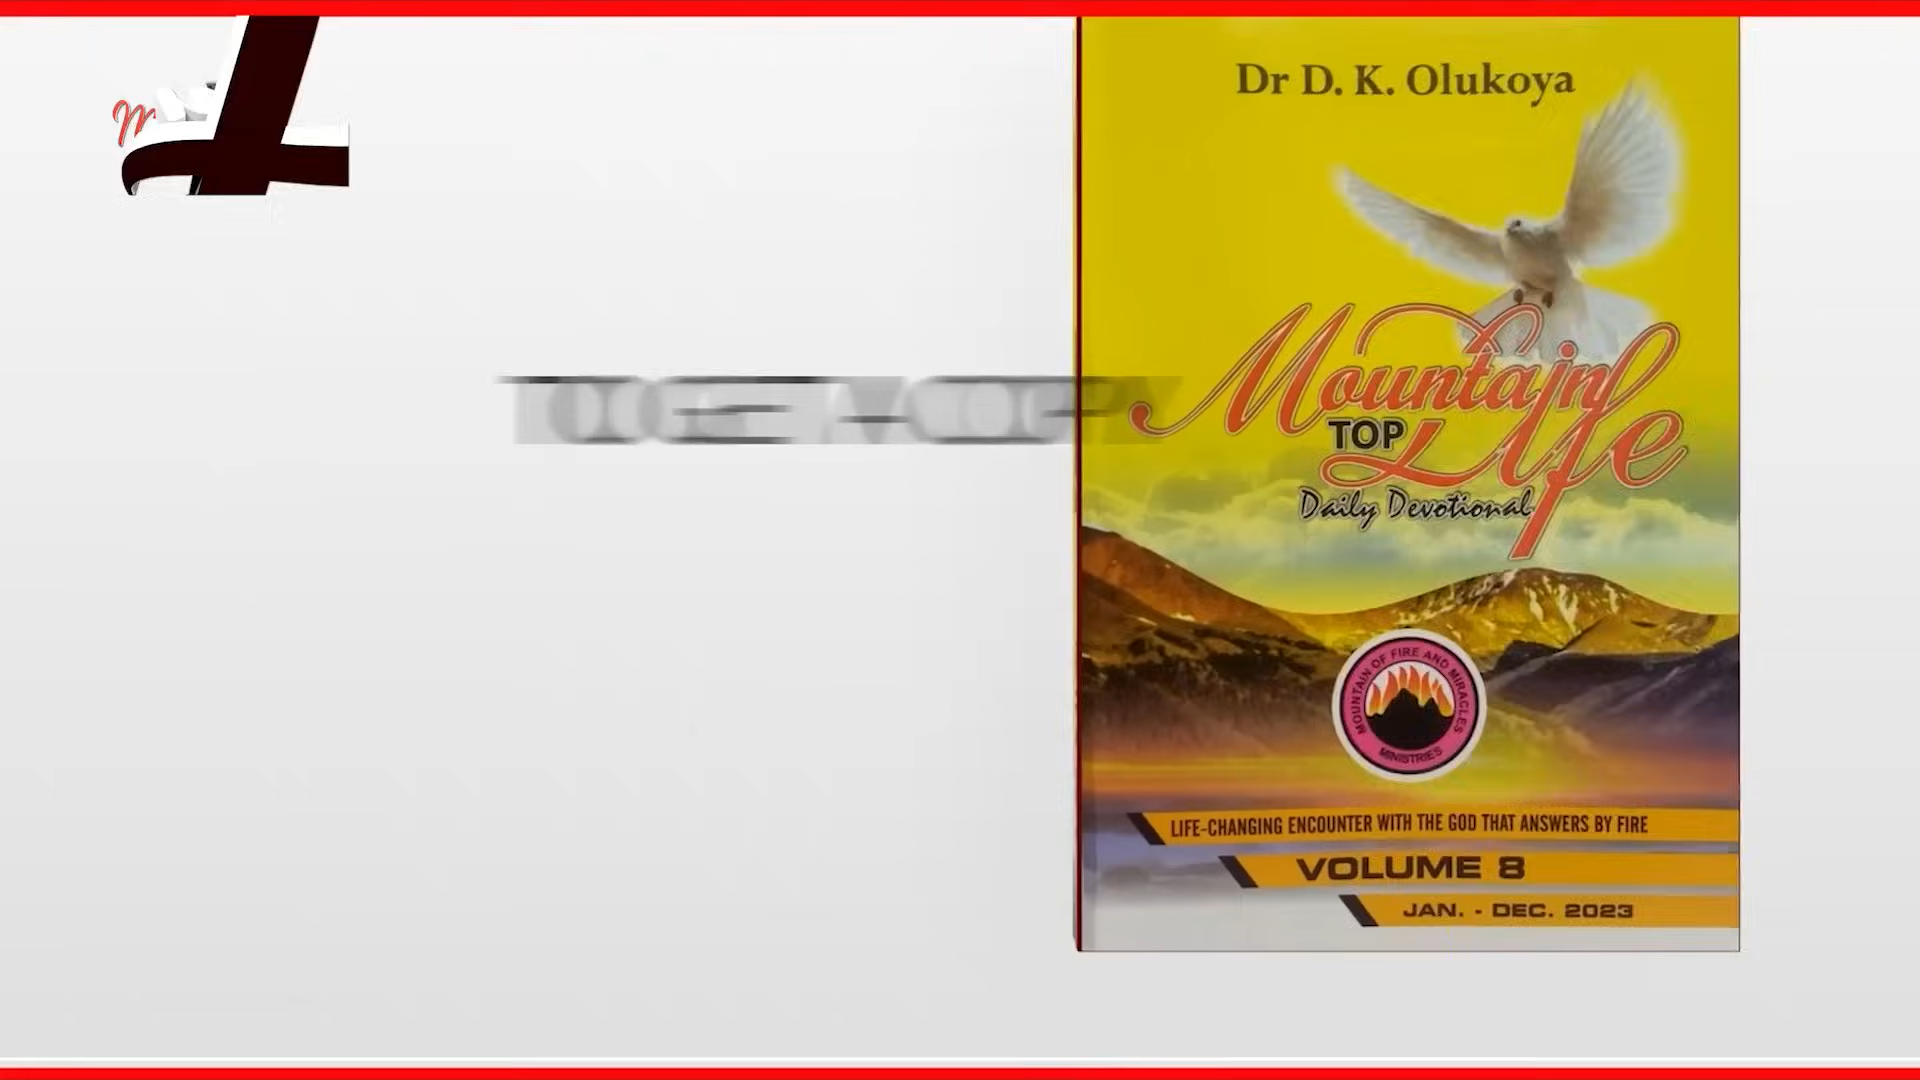 Dr D. K. Olukoya
Mountain
TOP Life
Daily Devotional
MOUNTAIN OF FIRE AND MIRACLES
MINISTRIES
LIFE-CHANGING ENCOUNTER WITH THE GOD THAT ANSWERS BY FIRE
VOLUME 8
JAN. - DEC. 2023